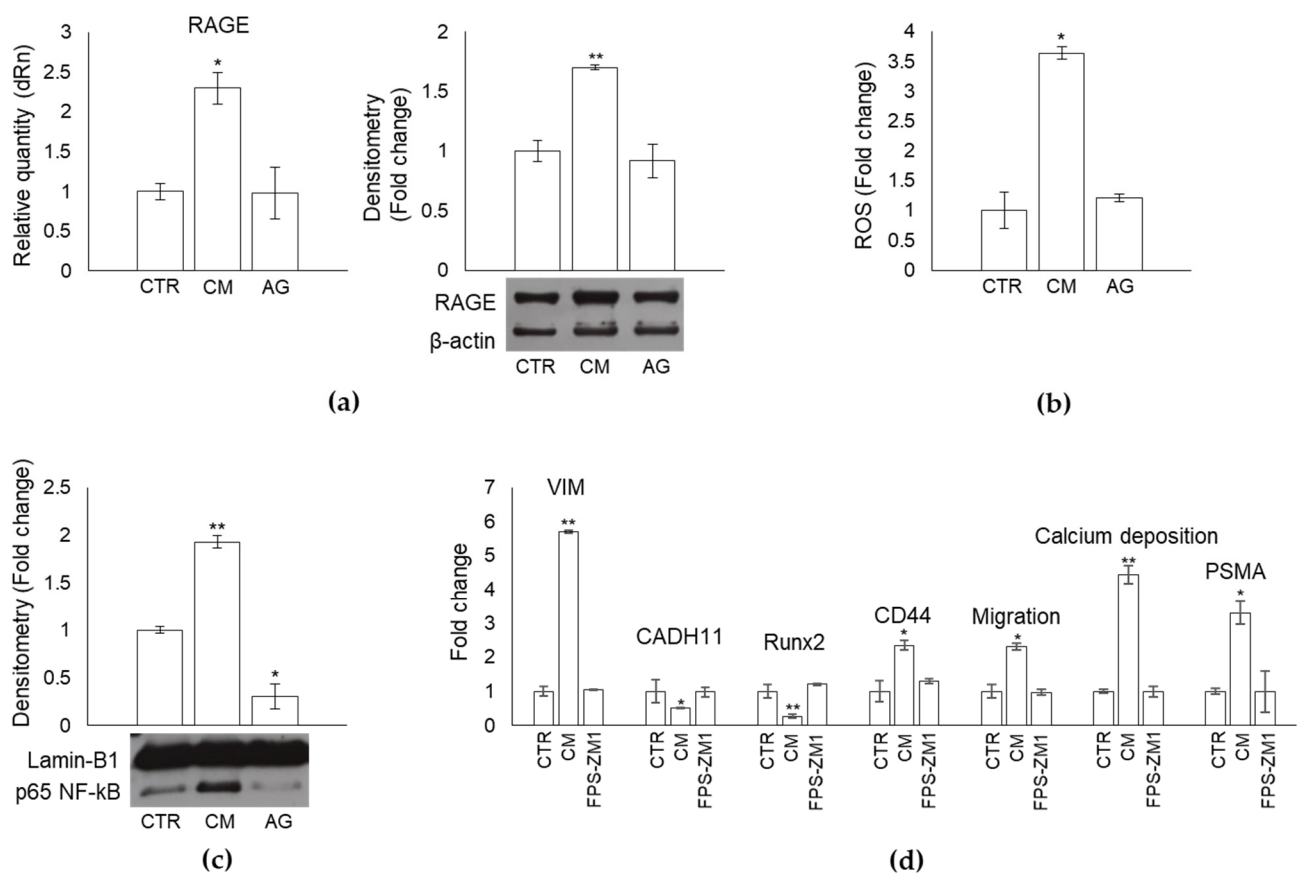 RAGE
Relative quantity (dRn)
3
2.5
2
1.5
1
0.5
0
*
CTR CM AG
Densitometry
(Fold change)
2
1.5
1
0.5
0
**
RAGE
β-actin
CTR CM AG
(a)
ROS (Fold change)
4
3.5
3
2.5
2
1.5
1
0.5
0
*
CTR CM AG
(b)
Densitometry (Fold change)
2.5
2
1.5
1
0.5
0
**
*
Lamin-B1
p65 NF-kB
CTR CM AG
(c)
Fold change
7
6
5
4
3
2
1
0
VIM
**
CADH11
*
Runx2
**
CD44
*
Migration
*
Calcium deposition
**
PSMA
*
CTR CM FPS-ZM1 CTR CM FPS-ZM1 CTR CM FPS-ZM1 CTR CM FPS-ZM1 CTR CM FPS-ZM1 CTR CM FPS-ZM1 CTR CM FPS-ZM1
(d)